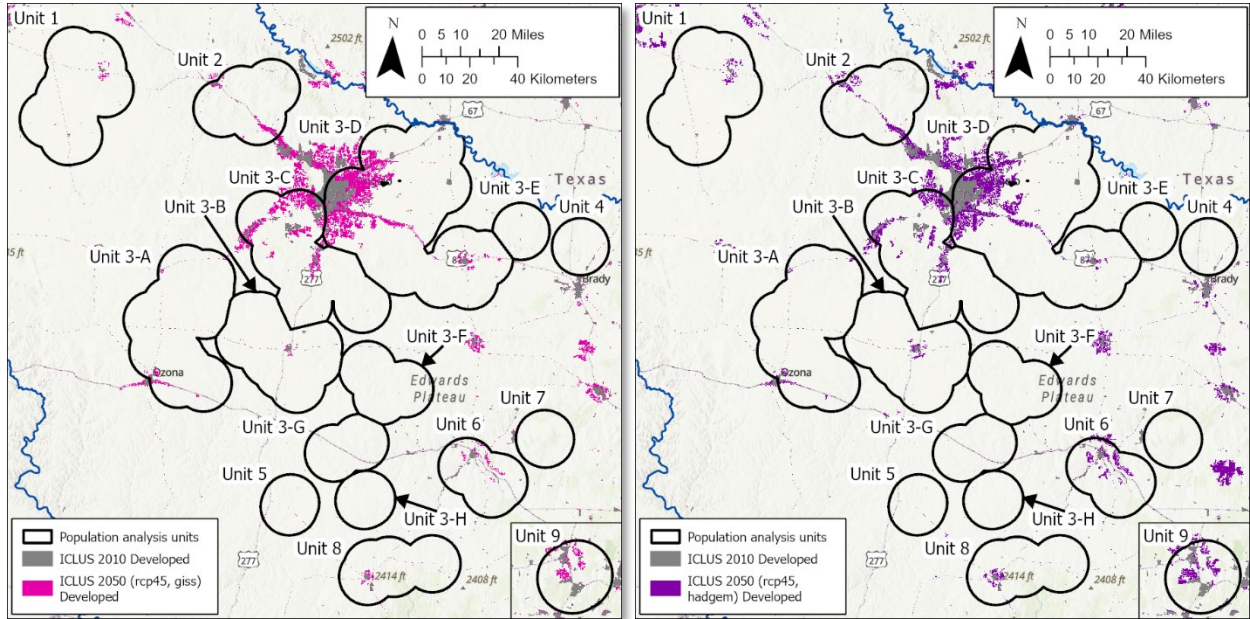 Unit 1
2502 ft
N
0 5 10 20 Miles
0 10 20 40 Kilometers
Unit 2
67
Unit 3-D
Unit 3-C
Unit 3-E
Texas
Unit 3-B
Unit 4
Unit 3-A
87
277
Brady
Unit 3-F
Ozona
Edwards
Plateau
Unit 7
Unit 3-G
Unit 6
Unit 5
Unit 3-H
Unit 8
Unit 9
277
2414 ft
2408 ft
Population analysis units
ICLUS 2010 Developed
ICLUS 2050 (rcp45, giss)
Developed
Unit 1
2502 ft
N
0 5 10 20 Miles
0 10 20 40 Kilometers
Unit 2
67
Unit 3-D
Unit 3-C
Unit 3-E
Texas
Unit 3-B
Unit 4
Unit 3-A
87
277
Brady
Unit 3-F
Ozona
Edwards
Plateau
Unit 7
Unit 3-G
Unit 6
Unit 5
Unit 3-H
Unit 8
Unit 9
277
2414 ft
2408 ft
Population analysis units
ICLUS 2010 Developed
ICLUS 2050 (rcp45,
hadgem) Developed